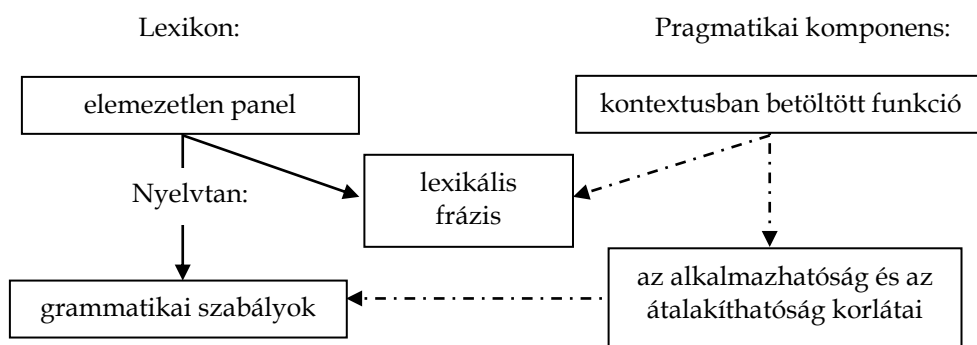 Lexikon:
Pragmatikai komponens:
elemezetlen panel
kontextusban betöltött funkció
lexikális
frázis
Nyelvtan:
grammatikai szabályok
az alkalmazhatóság és az
átalakíthatóság korlátai